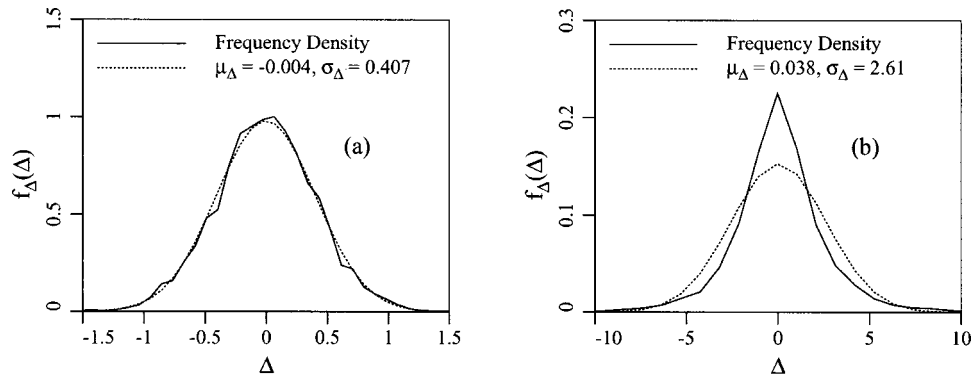 1.5
Frequency Density
μΔ = -0.004, σΔ = 0.407
1
(a)
fΔ(Δ)
0.5
0
-1.5 -1 -0.5 0 0.5 1 1.5
Δ
0.3
Frequency Density
μΔ = 0.038, σΔ = 2.61
0.2
(b)
fΔ(Δ)
0.1
0
-10 -5 0 5 10
Δ